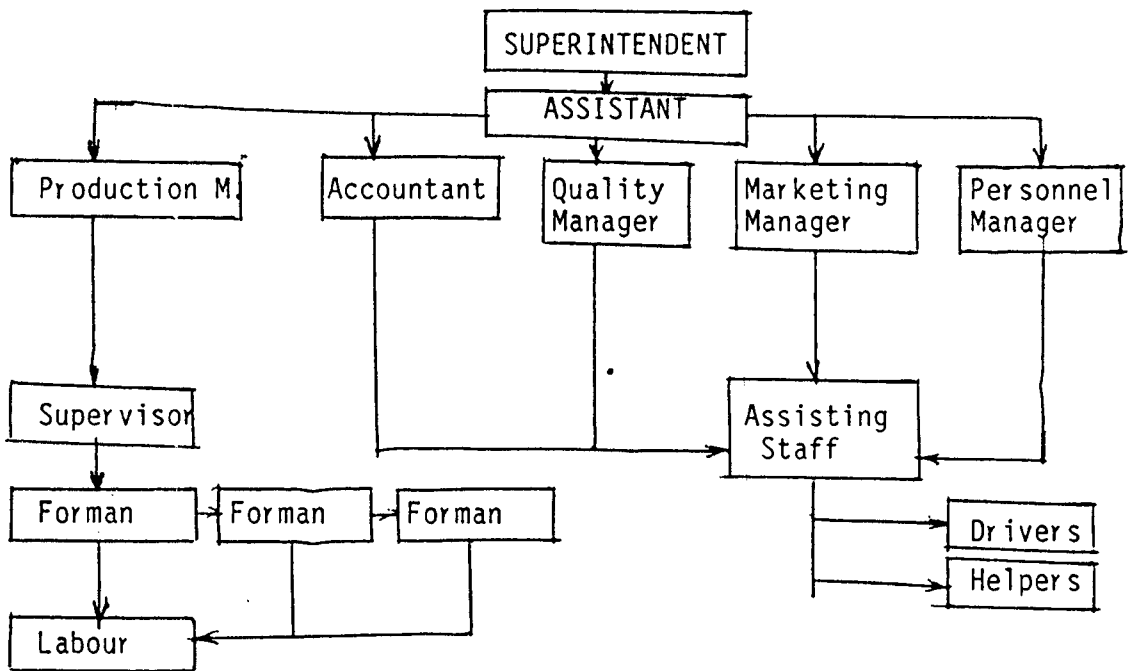 SUPERINTENDENT
ASSISTANT
Production M.
Accountant
Quality
Manager
Marketing
Manager
Personnel
Manager
Supervisor
Assisting
Staff
Forman
Forman
Forman
Drivers
Helpers
Labour